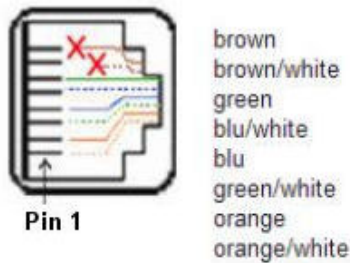 brown
brown/white
green
blu/white
blu
green/white
orange
orange/white
Pin 1